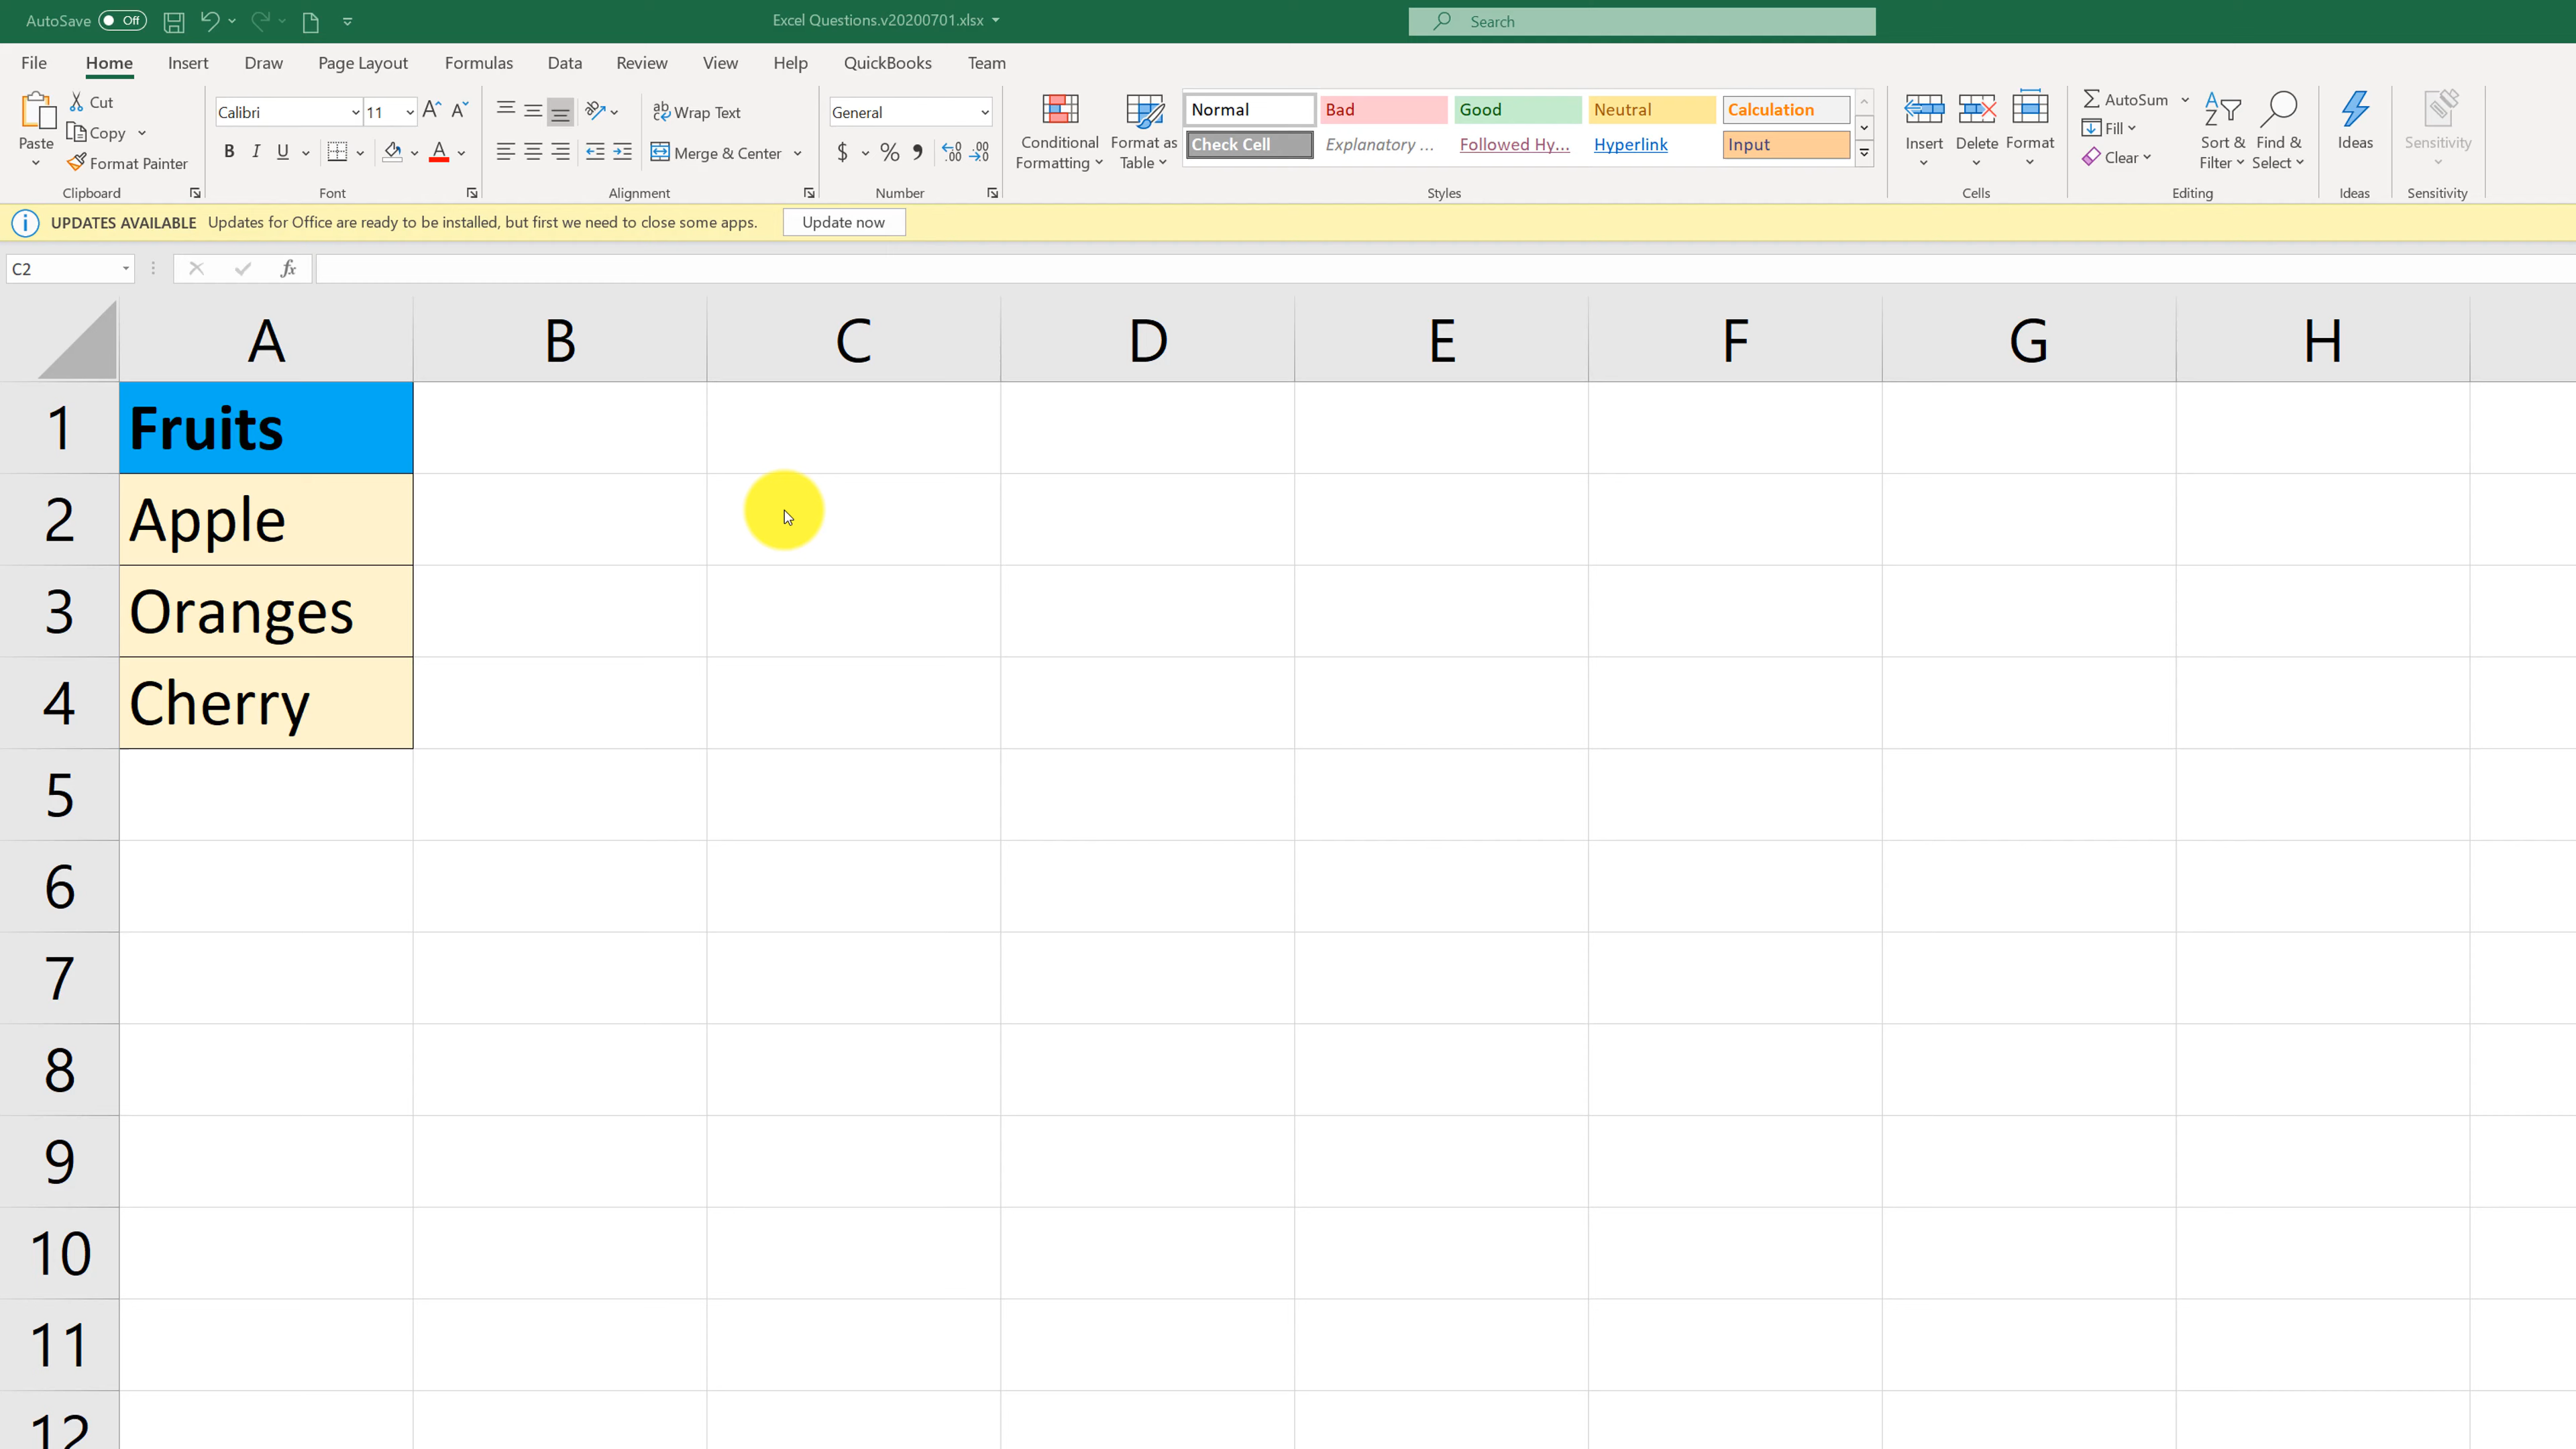 AutoSave Off Excel Questions.v20200701.xlsx Search
File Home Insert Draw Page Layout Formulas Data Review View Help QuickBooks Team
Paste
Cut
Copy
Format Painter
Clipboard
Calibri 11
A A
B I U A
Font
ab Wrap Text
Merge & Center
Alignment
General
$ % , .00 .00
Number
Conditional Formatting
Format as Table
Normal Bad Good Neutral Calculation
Check Cell Explanatory ... Followed Hy... Hyperlink Input
Styles
Insert Delete Format
Cells
AutoSum
Fill
Clear
Sort & Filter
Find & Select
Editing
Ideas
Ideas
Sensitivity
Sensitivity
UPDATES AVAILABLE Updates for Office are ready to be installed, but first we need to close some apps. Update now
C2 fx
A B C D E F G H
1 Fruits
2 Apple
3 Oranges
4 Cherry
5
6
7
8
9
10
11
12